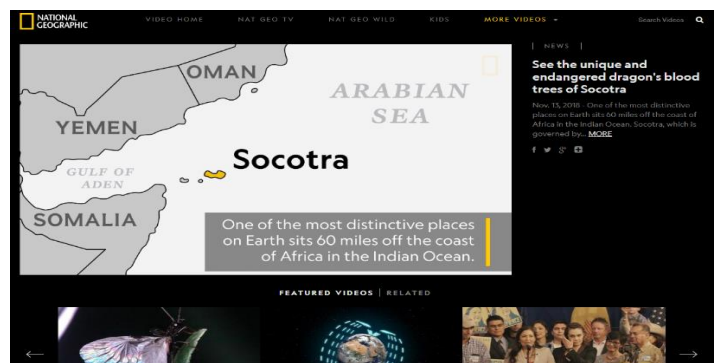 NATIONAL
GEOGRAPHIC
VIDEO HOME
NAT GEO TV
NAT GEO WILD
KIDS
MORE VIDEOS
Search Videos
OMAN
YEMEN
ARABIAN
SEA
Socotra
GULF OF
ADEN
SOMALIA
One of the most distinctive places
on Earth sits 60 miles off the coast
of Africa in the Indian Ocean.
| NEWS |
See the unique and
endangered dragon's blood
trees of Socotra
Nov. 13, 2018 - One of the most distinctive
places on Earth sits 60 miles off the coast of
Africa in the Indian Ocean. Socotra, which is
governed by... MORE
FEATURED VIDEOS | RELATED